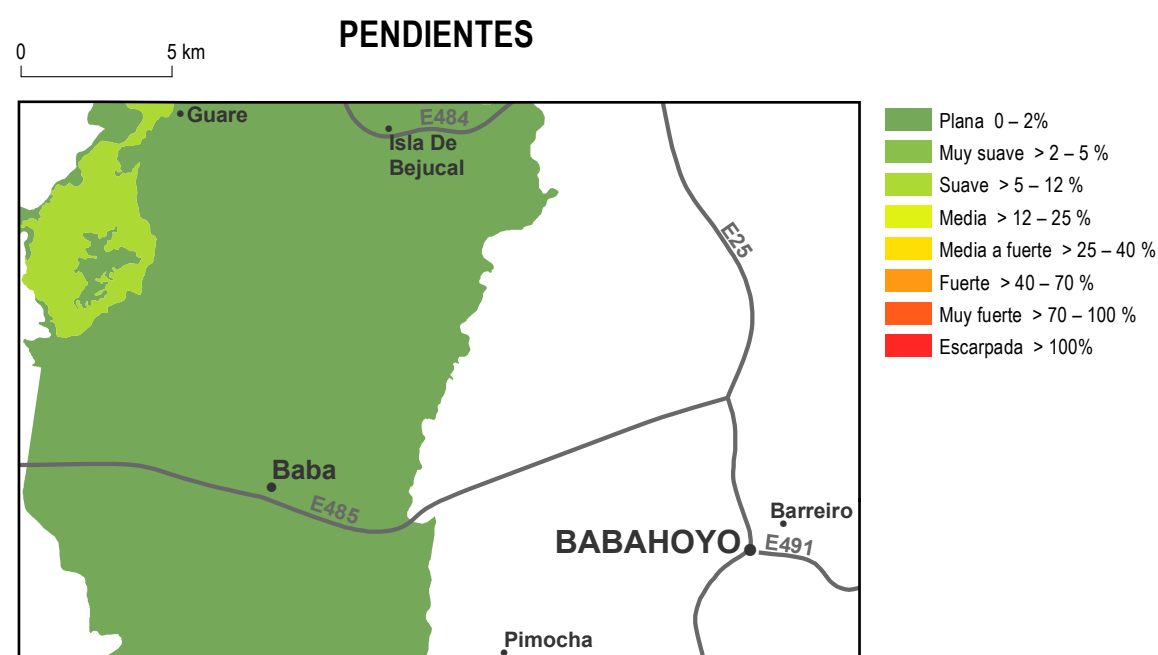 PENDIENTES
0 5 km
Guare
E484
Isla De
Bejucal
E25
Baba
E485
Barreiro
BABAHOYO
E491
Pimocha
Plana 0 – 2%
Muy suave > 2 – 5 %
Suave > 5 – 12 %
Media > 12 – 25 %
Media a fuerte > 25 – 40 %
Fuerte > 40 – 70 %
Muy fuerte > 70 – 100 %
Escarpada > 100%